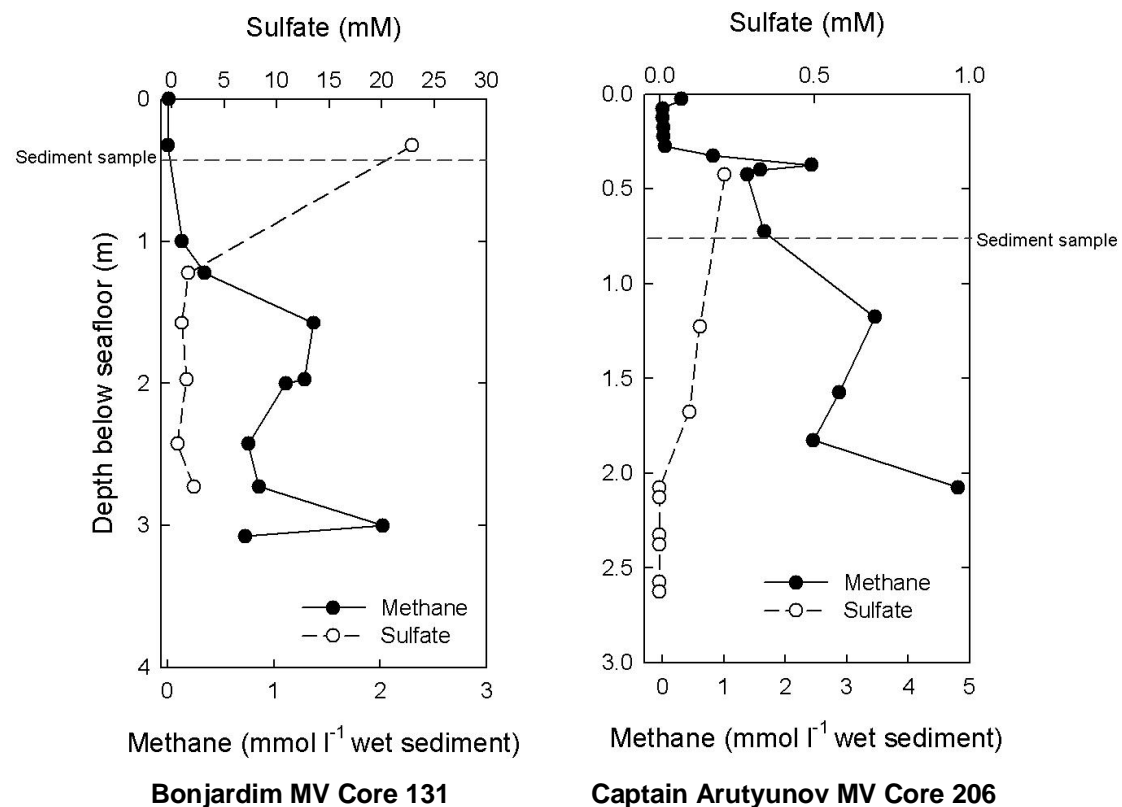 Sulfate (mM)
0 5 10 15 20 25 30
0
Sediment sample
1
2
3
4
Depth below seafloor (m)
Methane
Sulfate
0 1 2 3
Methane (mmol l⁻¹ wet sediment)
Bonjardim MV Core 131
Sulfate (mM)
0.0 0.5 1.0
0.0
0.5
Sediment sample
1.0
1.5
2.0
2.5
3.0
Methane
Sulfate
0 1 2 3 4 5
Methane (mmol l⁻¹ wet sediment)
Captain Arutyunov MV Core 206